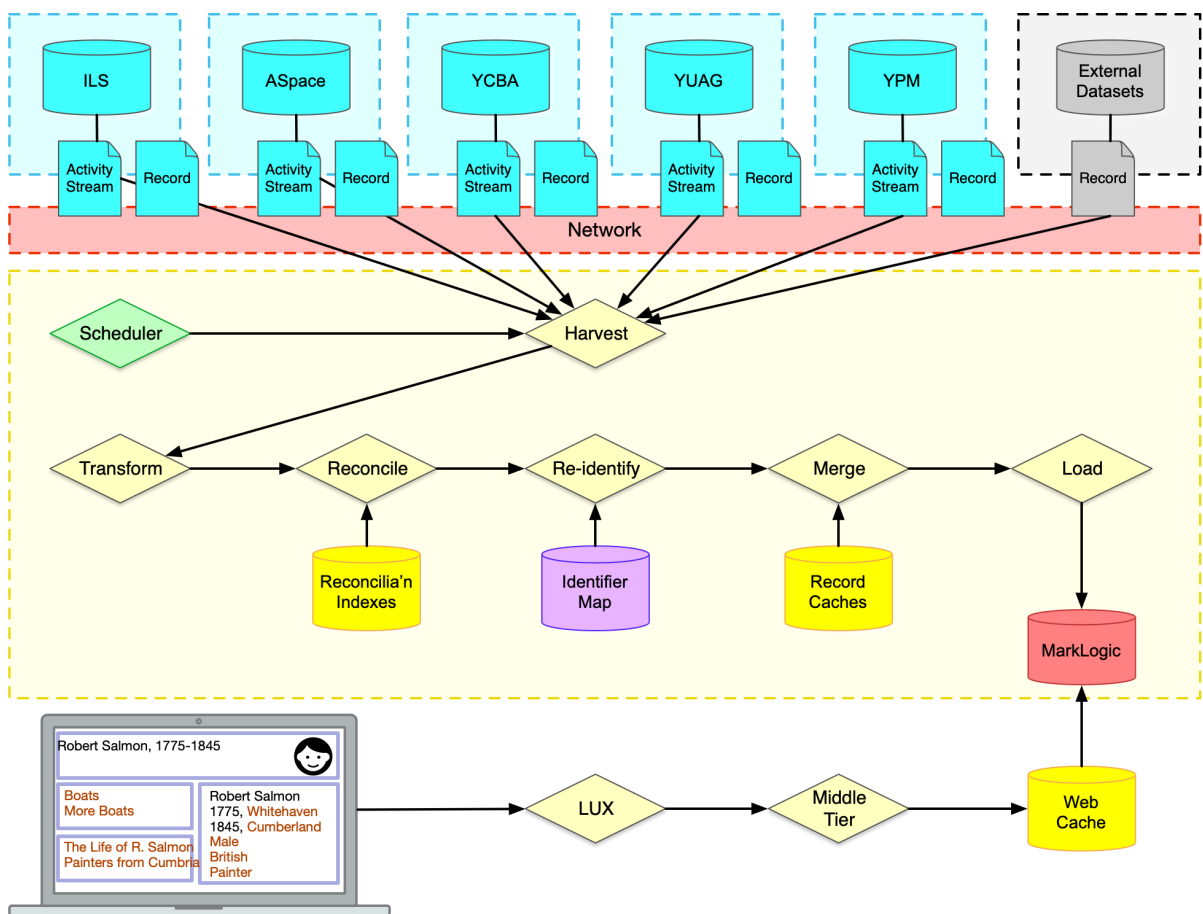 ILS
ASpace
YCBA
YUAG
YPM
External
Datasets
Activity
Stream
Record
Activity
Stream
Record
Activity
Stream
Record
Activity
Stream
Record
Activity
Stream
Record
Record
Network
Scheduler
Harvest
Transform
Reconcile
Re-identify
Merge
Load
Reconcilia'n
Indexes
Identifier
Map
Record
Caches
MarkLogic
Robert Salmon, 1775-1845
Boats
More Boats
The Life of R. Salmon
Painters from Cumbria
Robert Salmon
1775, Whitehaven
1845, Cumberland
Male
British
Painter
LUX
Middle
Tier
Web
Cache